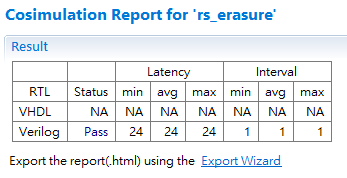 Cosimulation Report for 'rs_erasure'
Result
Latency Interval
RTL Status min avg max min avg max
VHDL NA NA NA NA NA NA NA
Verilog Pass 24 24 24 1 1 1
Export the report(.html) using the Export Wizard